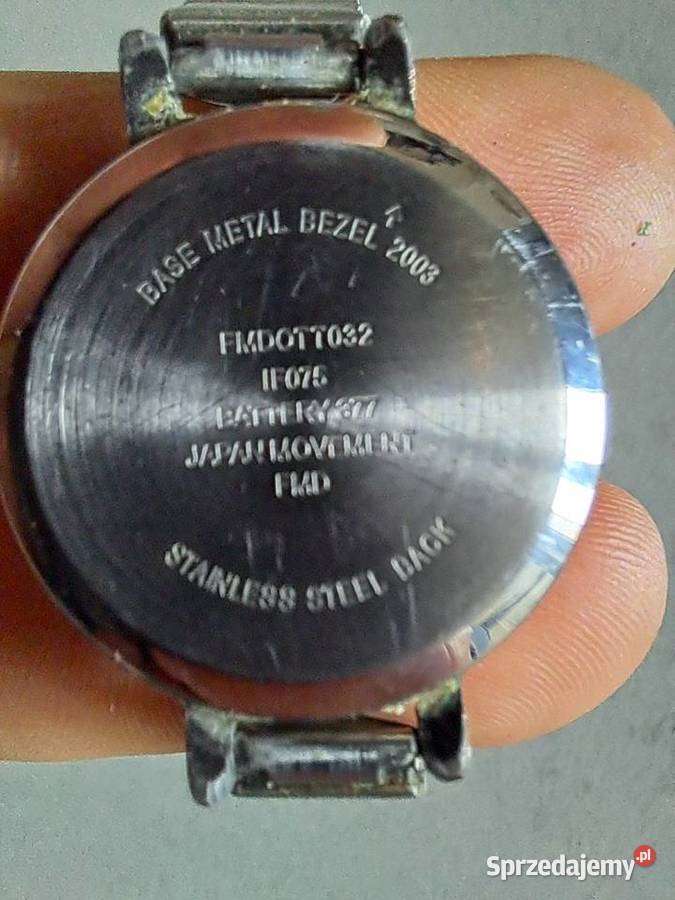 BASE METAL BEZEL 2003
FMDOTT032
IF075
BATTERY 377
JAPAN MOVEMENT
FMD
STAINLESS STEEL BACK
Sprzedajemy.pl